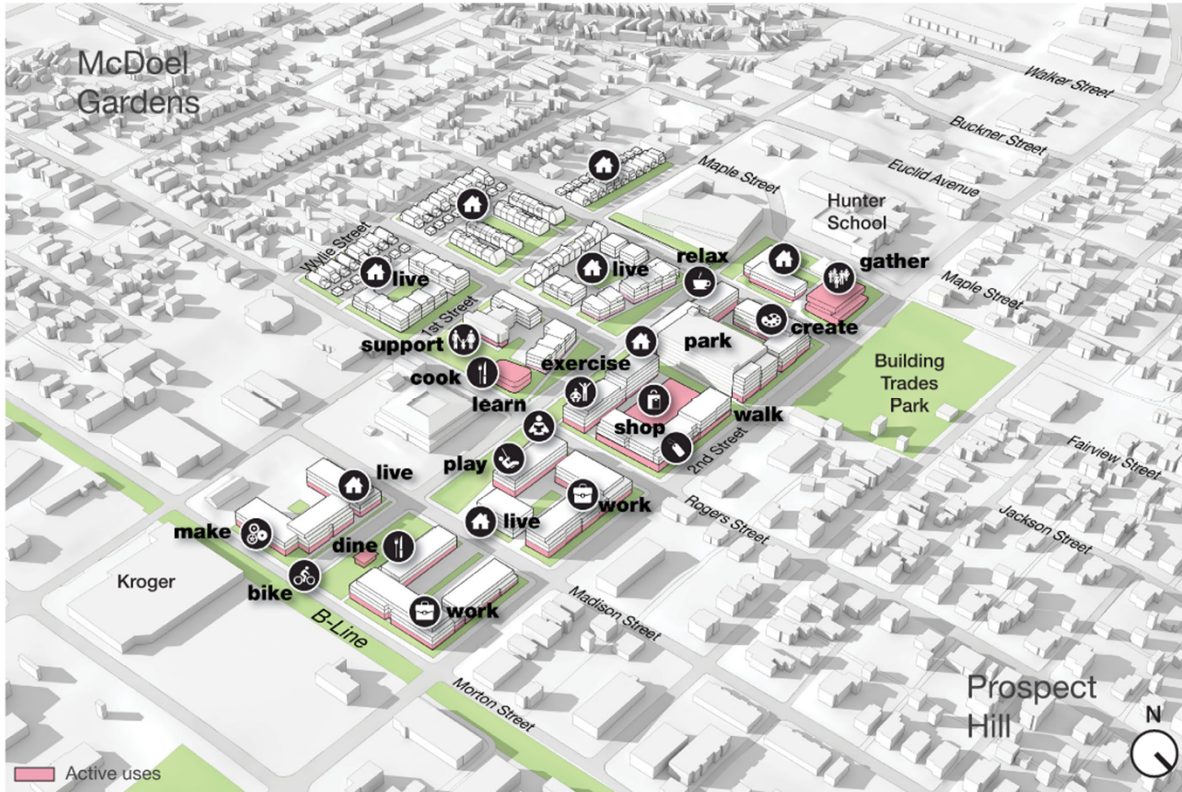 McDoel
Gardens
Walker Street
Buckner Street
Euclid Avenue
Maple Street
Hunter
School
Wylie Street
live
live
relax
gather
Maple Street
1st Street
support
exercise
park
create
cook
learn
Building
Trades
Park
shop
walk
2nd Street
play
live
live
work
Fairview Street
Rogers Street
Jackson Street
make
dine
Kroger
bike
work
B-Line
Madison Street
Morton Street
Prospect
Hill
N
Active uses